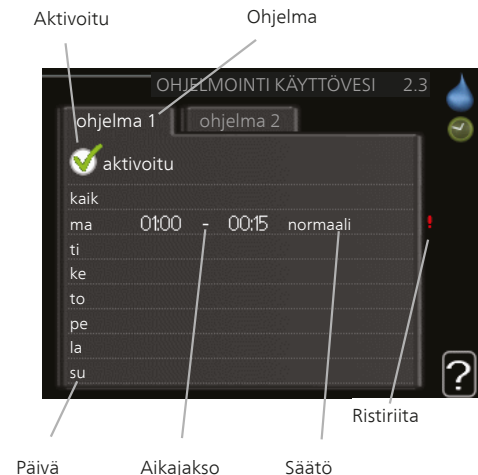 Aktivoitu Ohjelma
OHJELMOINTI KÄYTTÖVESI 2.3
ohjelma 1 ohjelma 2
aktivoitu
kaik
ma 01:00 - 00:15 normaali !
ti
ke
to
pe
la
su
?
Ristiriita
Päivä Aikajakso Säätö